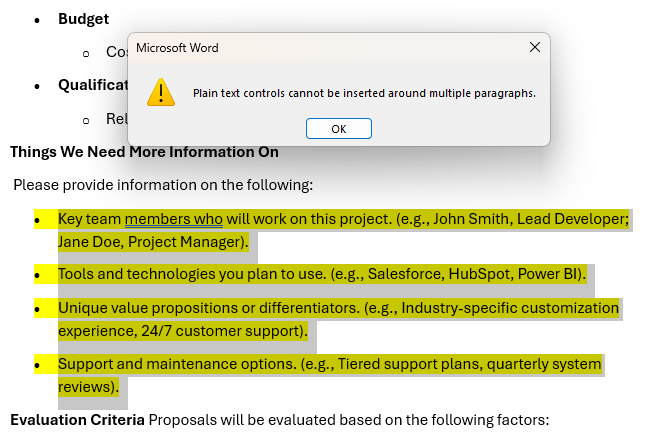 • Budget
o Cos
Microsoft Word
Plain text controls cannot be inserted around multiple paragraphs.
OK
• Qualificat
o Rel
Things We Need More Information On
Please provide information on the following:
• Key team members who will work on this project. (e.g., John Smith, Lead Developer;
Jane Doe, Project Manager).
• Tools and technologies you plan to use. (e.g., Salesforce, HubSpot, Power BI).
• Unique value propositions or differentiators. (e.g., Industry-specific customization
experience, 24/7 customer support).
• Support and maintenance options. (e.g., Tiered support plans, quarterly system
reviews).
Evaluation Criteria Proposals will be evaluated based on the following factors: